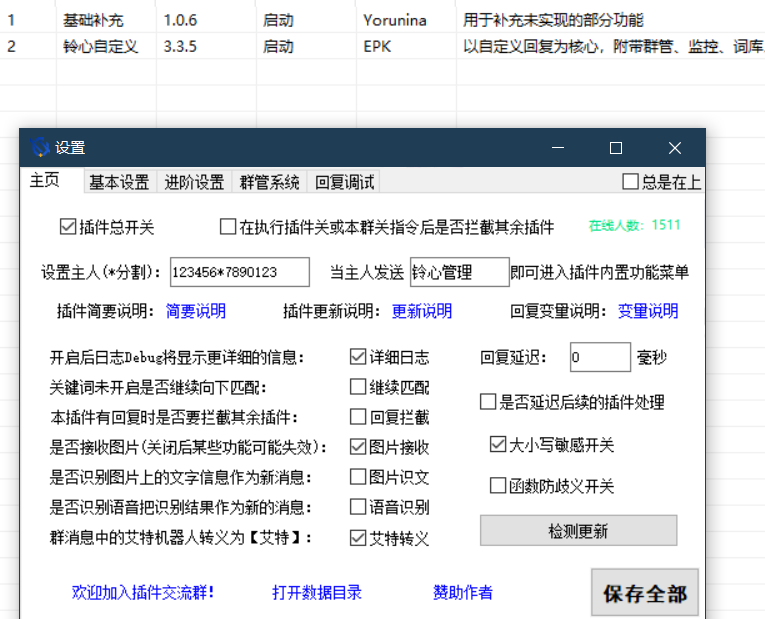 1 基础补充 1.0.6 启动 Yorunina 用于补充未实现的部分功能
2 铃心自定义 3.3.5 启动 EPK 以自定义回复为核心，附带群管、监控、词库
设置
主页 基本设置 进阶设置 群管系统 回复调试 总是在上
插件总开关 在执行插件关或本群关指令后是否拦截其余插件 在线人数: 1511
设置主人(*分割): 123456*7890123 当主人发送 铃心管理 即可进入插件内置功能菜单
插件简要说明: 简要说明 插件更新说明: 更新说明 回复变量说明: 变量说明
开启后日志Debug将显示更详细的信息: 详细日志 回复延迟: 0 毫秒
关键词未开启是否继续向下匹配: 继续匹配
是否延迟后续的插件处理
本插件有回复时是否要拦截其余插件: 回复拦截
是否接收图片(关闭后某些功能可能失效): 图片接收 大小写敏感开关
是否识别图片上的文字信息作为新消息: 图片识文
函数防歧义开关
是否识别语音把识别结果作为新的消息: 语音识别
群消息中的艾特机器人转义为【艾特】: 艾特转义 检测更新
欢迎加入插件交流群! 打开数据目录 赞助作者 保存全部